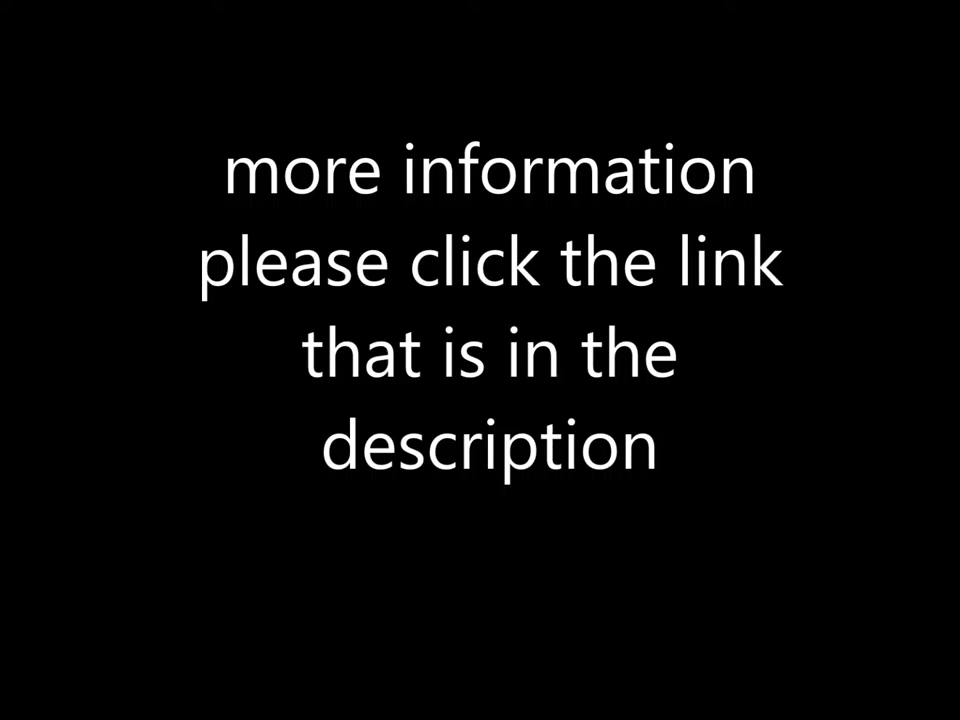 more information
please click the link
that is in the
description